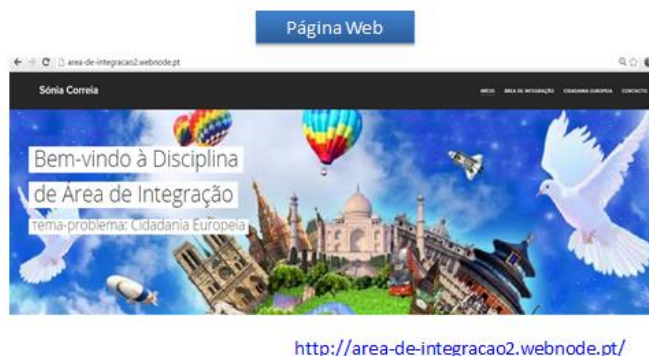 Página Web
area-de-integracao2.webnode.pt
Sónia Correia
INÍCIO ÁREA DE INTEGRAÇÃO CIDADANIA EUROPEIA CONTACTO
Bem-vindo à Disciplina
de Área de Integração
Tema-problema: Cidadania Europeia
http://area-de-integracao2.webnode.pt/